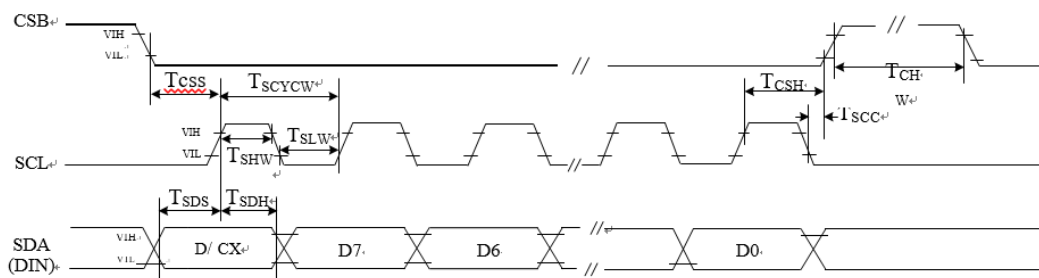 CSB
VIH
VIL
Tcss
TSCYCW
TCSH
TCH
W
TSCC
VIH
VIL
SCL
TSHW
TSLW
TSDS
TSDH
SDA
(DIN)
VIH
VIL
D/ CX
D7
D6
D0